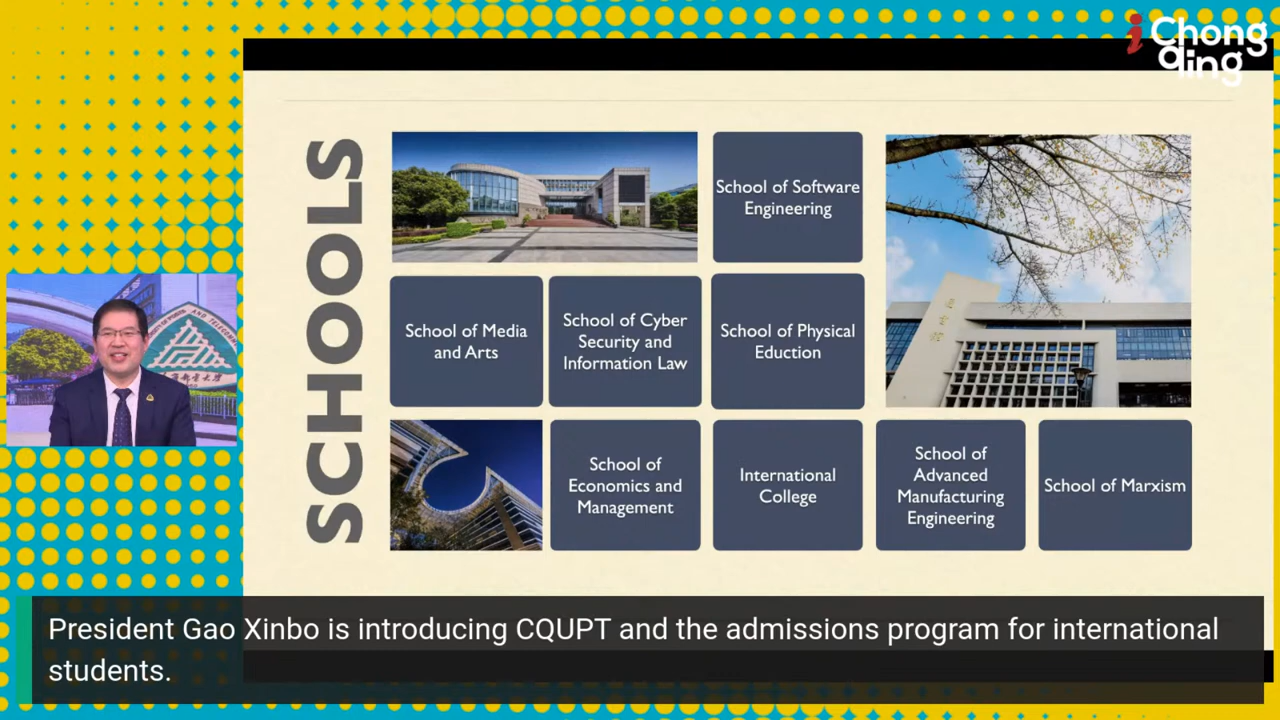 i Chong
qing
SCHOOLS
School of Software
Engineering
School of Media
and Arts
School of Cyber
Security and
Information Law
School of Physical
Eduction
School of
Economics and
Management
International
College
School of
Advanced
Manufacturing
Engineering
School of Marxism
President Gao Xinbo is introducing CQUPT and the admissions program for international
students.